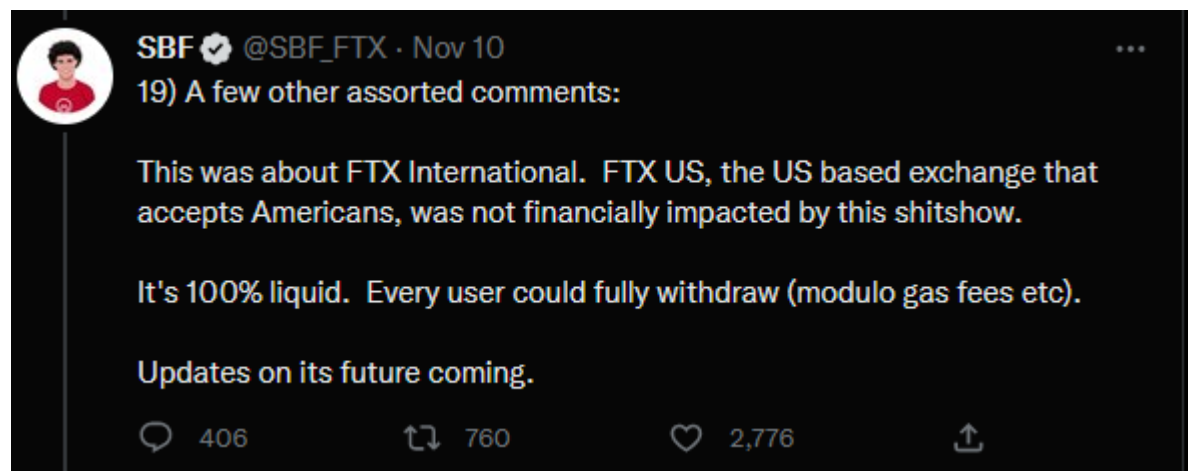 SBF @SBF_FTX · Nov 10
19) A few other assorted comments:
This was about FTX International.  FTX US, the US based exchange that
accepts Americans, was not financially impacted by this shitshow.
It's 100% liquid.  Every user could fully withdraw (modulo gas fees etc).
Updates on its future coming.
406 760 2,776